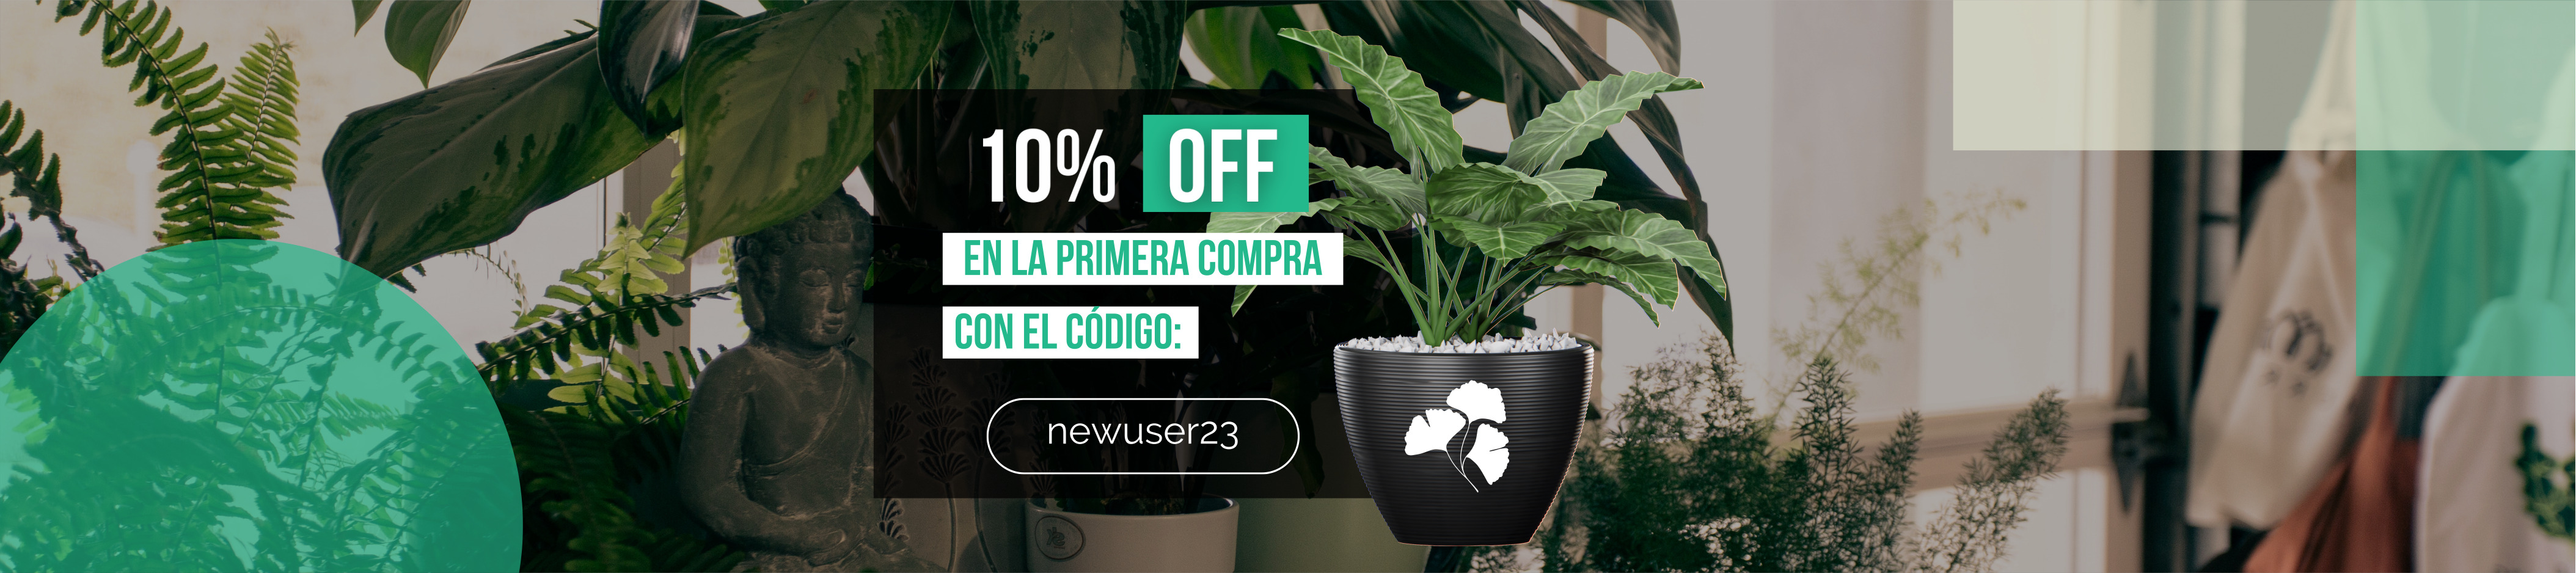 10% OFF
EN LA PRIMERA COMPRA
CON EL CÓDIGO:
newuser23